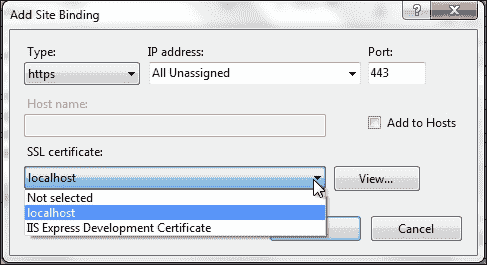 Add Site Binding
?
Type: IP address: Port:
https All Unassigned 443
Host name:
Add to Hosts
SSL certificate:
localhost View...
Not selected
localhost
IIS Express Development Certificate
Cancel